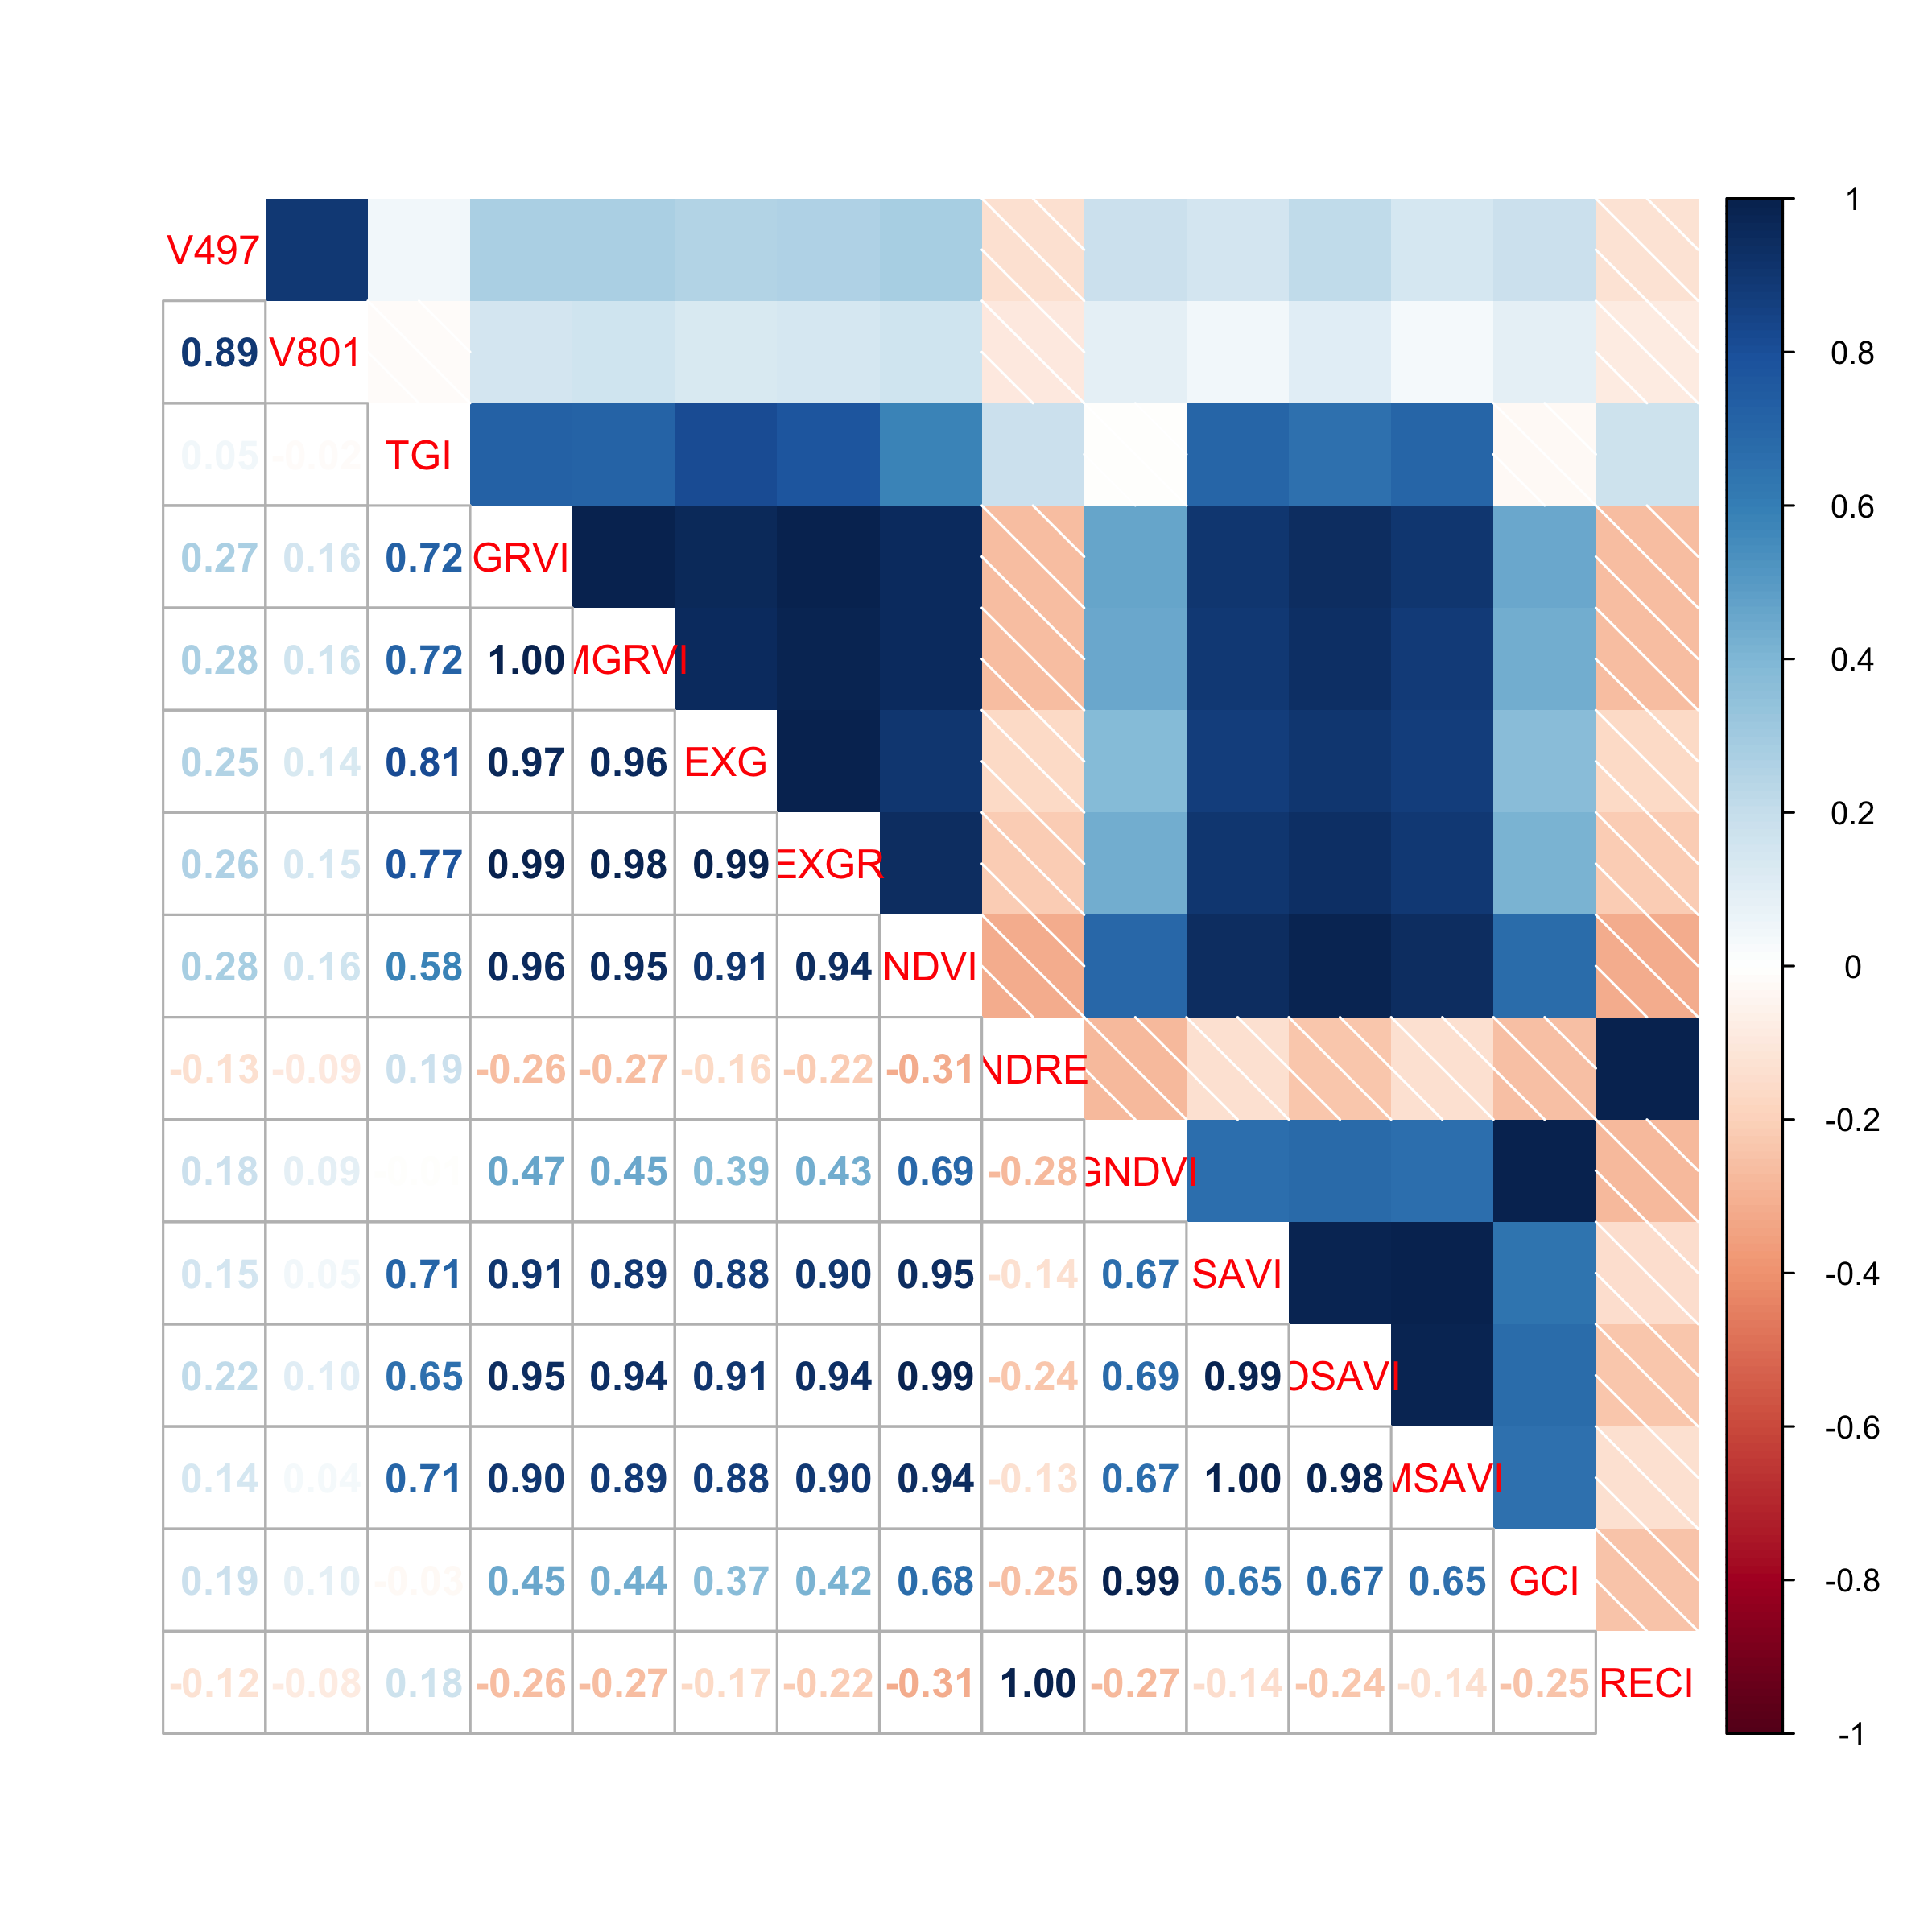 1
V497
0.8
0.89 V801
0.05 -0.02 TGI
0.6
0.27 0.16 0.72 GRVI
0.4
0.28 0.16 0.72 1.00 MGRVI
0.25 0.14 0.81 0.97 0.96 EXG
0.2
0.26 0.15 0.77 0.99 0.98 0.99 EXGR
0.28 0.16 0.58 0.96 0.95 0.91 0.94 NDVI
0
-0.13 -0.09 0.19 -0.26 -0.27 -0.16 -0.22 -0.31 NDRE
-0.2
0.18 0.09 0.47 0.45 0.39 0.43 0.69 -0.28 GNDVI
0.15 0.05 0.71 0.91 0.89 0.88 0.90 0.95 -0.14 0.67 SAVI
-0.4
0.22 0.10 0.65 0.95 0.94 0.91 0.94 0.99 -0.24 0.69 0.99 OSAVI
-0.6
0.14 0.04 0.71 0.90 0.89 0.88 0.90 0.94 -0.13 0.67 1.00 0.98 MSAVI
0.19 0.10 -0.03 0.45 0.44 0.37 0.42 0.68 -0.25 0.99 0.65 0.67 0.65 GCI
-0.8
-0.12 -0.08 0.18 -0.26 -0.27 -0.17 -0.22 -0.31 1.00 -0.27 -0.14 -0.24 -0.14 -0.25 RECI
-1